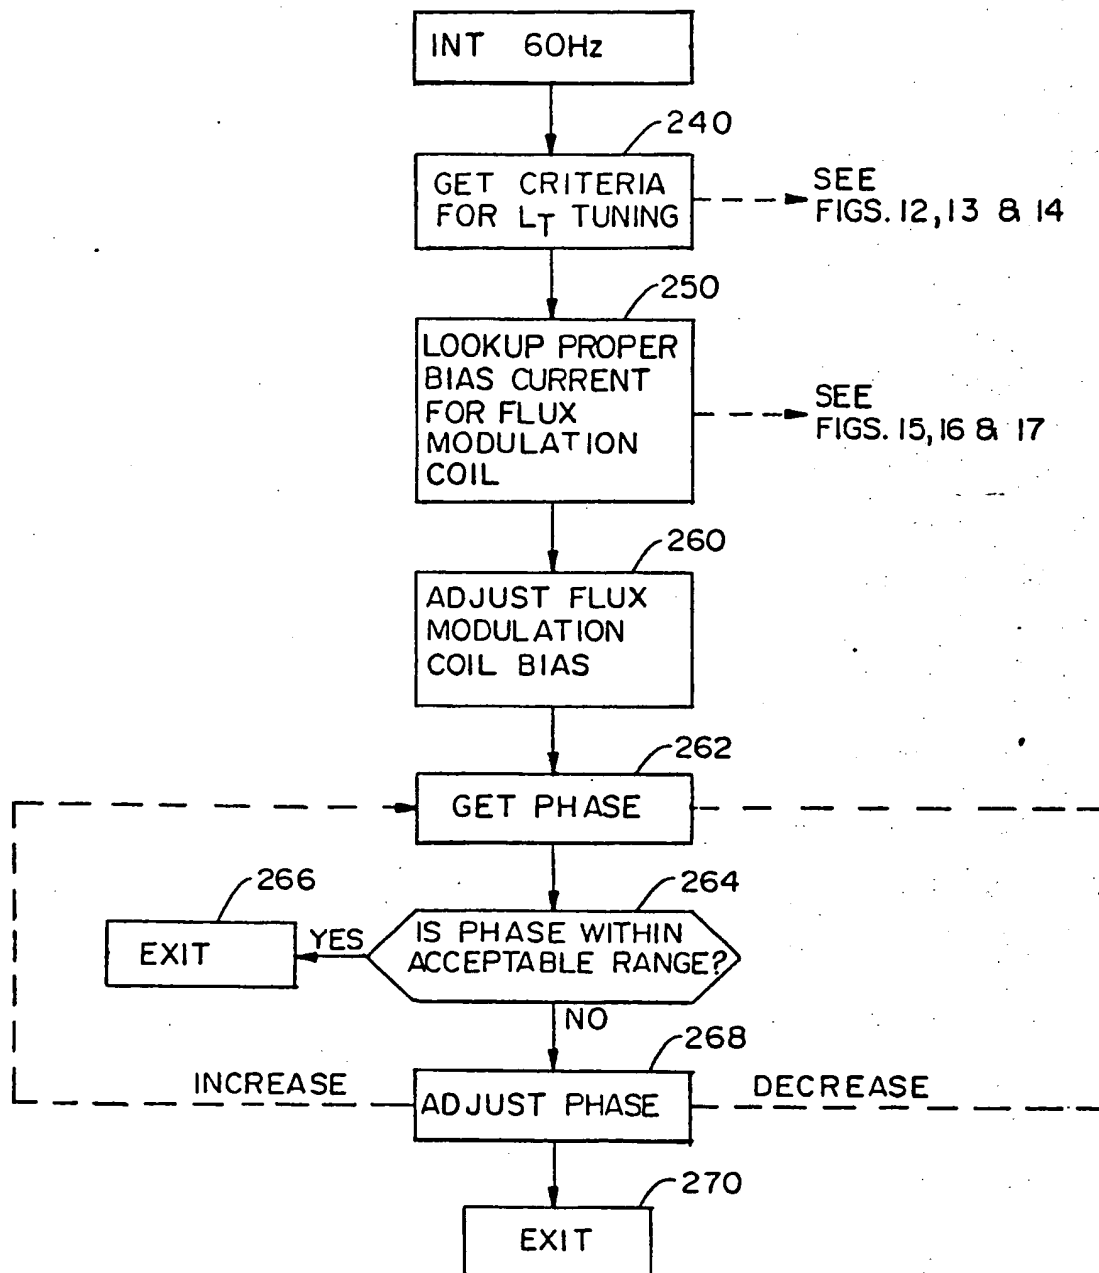 INT 60Hz
240
GET CRITERIA
FOR LT TUNING
SEE
FIGS. 12, 13 & 14
250
LOOKUP PROPER
BIAS CURRENT
FOR FLUX
MODULATION
COIL
SEE
FIGS. 15, 16 & 17
260
ADJUST FLUX
MODULATION
COIL BIAS
262
GET PHASE
266
264
EXIT
YES
IS PHASE WITHIN
ACCEPTABLE RANGE?
NO
268
INCREASE
ADJUST PHASE
DECREASE
270
EXIT